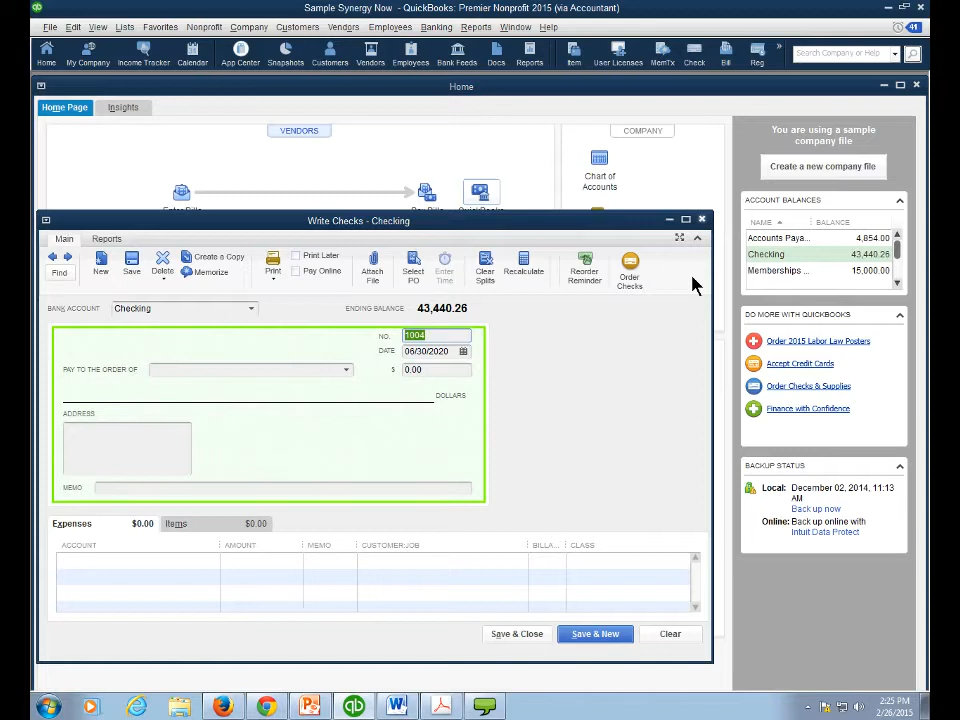 Sample Synergy Now - QuickBooks: Premier Nonprofit 2015 (via Accountant)
File Edit View Lists Favorites Nonprofit Company Customers Vendors Employees Banking Reports Window Help
41
Home My Company Income Tracker Calendar App Center Snapshots Customers Vendors Employees Bank Feeds Docs Reports Item User Licenses MemTx Check Bill Reg
Search Company or Help
Home
Home Page Insights
VENDORS
COMPANY
Chart of
Accounts
You are using a sample
company file
Create a new company file
ACCOUNT BALANCES
NAME BALANCE
Accounts Paya... 4,854.00
Checking 43,440.26
Memberships ... 15,000.00
DO MORE WITH QUICKBOOKS
Order 2015 Labor Law Posters
Accept Credit Cards
Order Checks & Supplies
Finance with Confidence
BACKUP STATUS
Local: December 02, 2014, 11:13
AM
Back up now
Online: Back up online with
Intuit Data Protect
Write Checks - Checking
Main Reports
Find
New
Save
Delete
Create a Copy
Memorize
Print
Print Later
Pay Online
Attach
File
Select
PO
Enter
Time
Clear
Splits
Recalculate
Reorder
Reminder
Order
Checks
BANK ACCOUNT Checking ENDING BALANCE 43,440.26
NO. 1004
DATE 06/30/2020
PAY TO THE ORDER OF $ 0.00
DOLLARS
ADDRESS
MEMO
Expenses $0.00 Items $0.00
ACCOUNT AMOUNT MEMO CUSTOMER:JOB BILLA... CLASS
Save & Close Save & New Clear
2:25 PM
2/26/2015